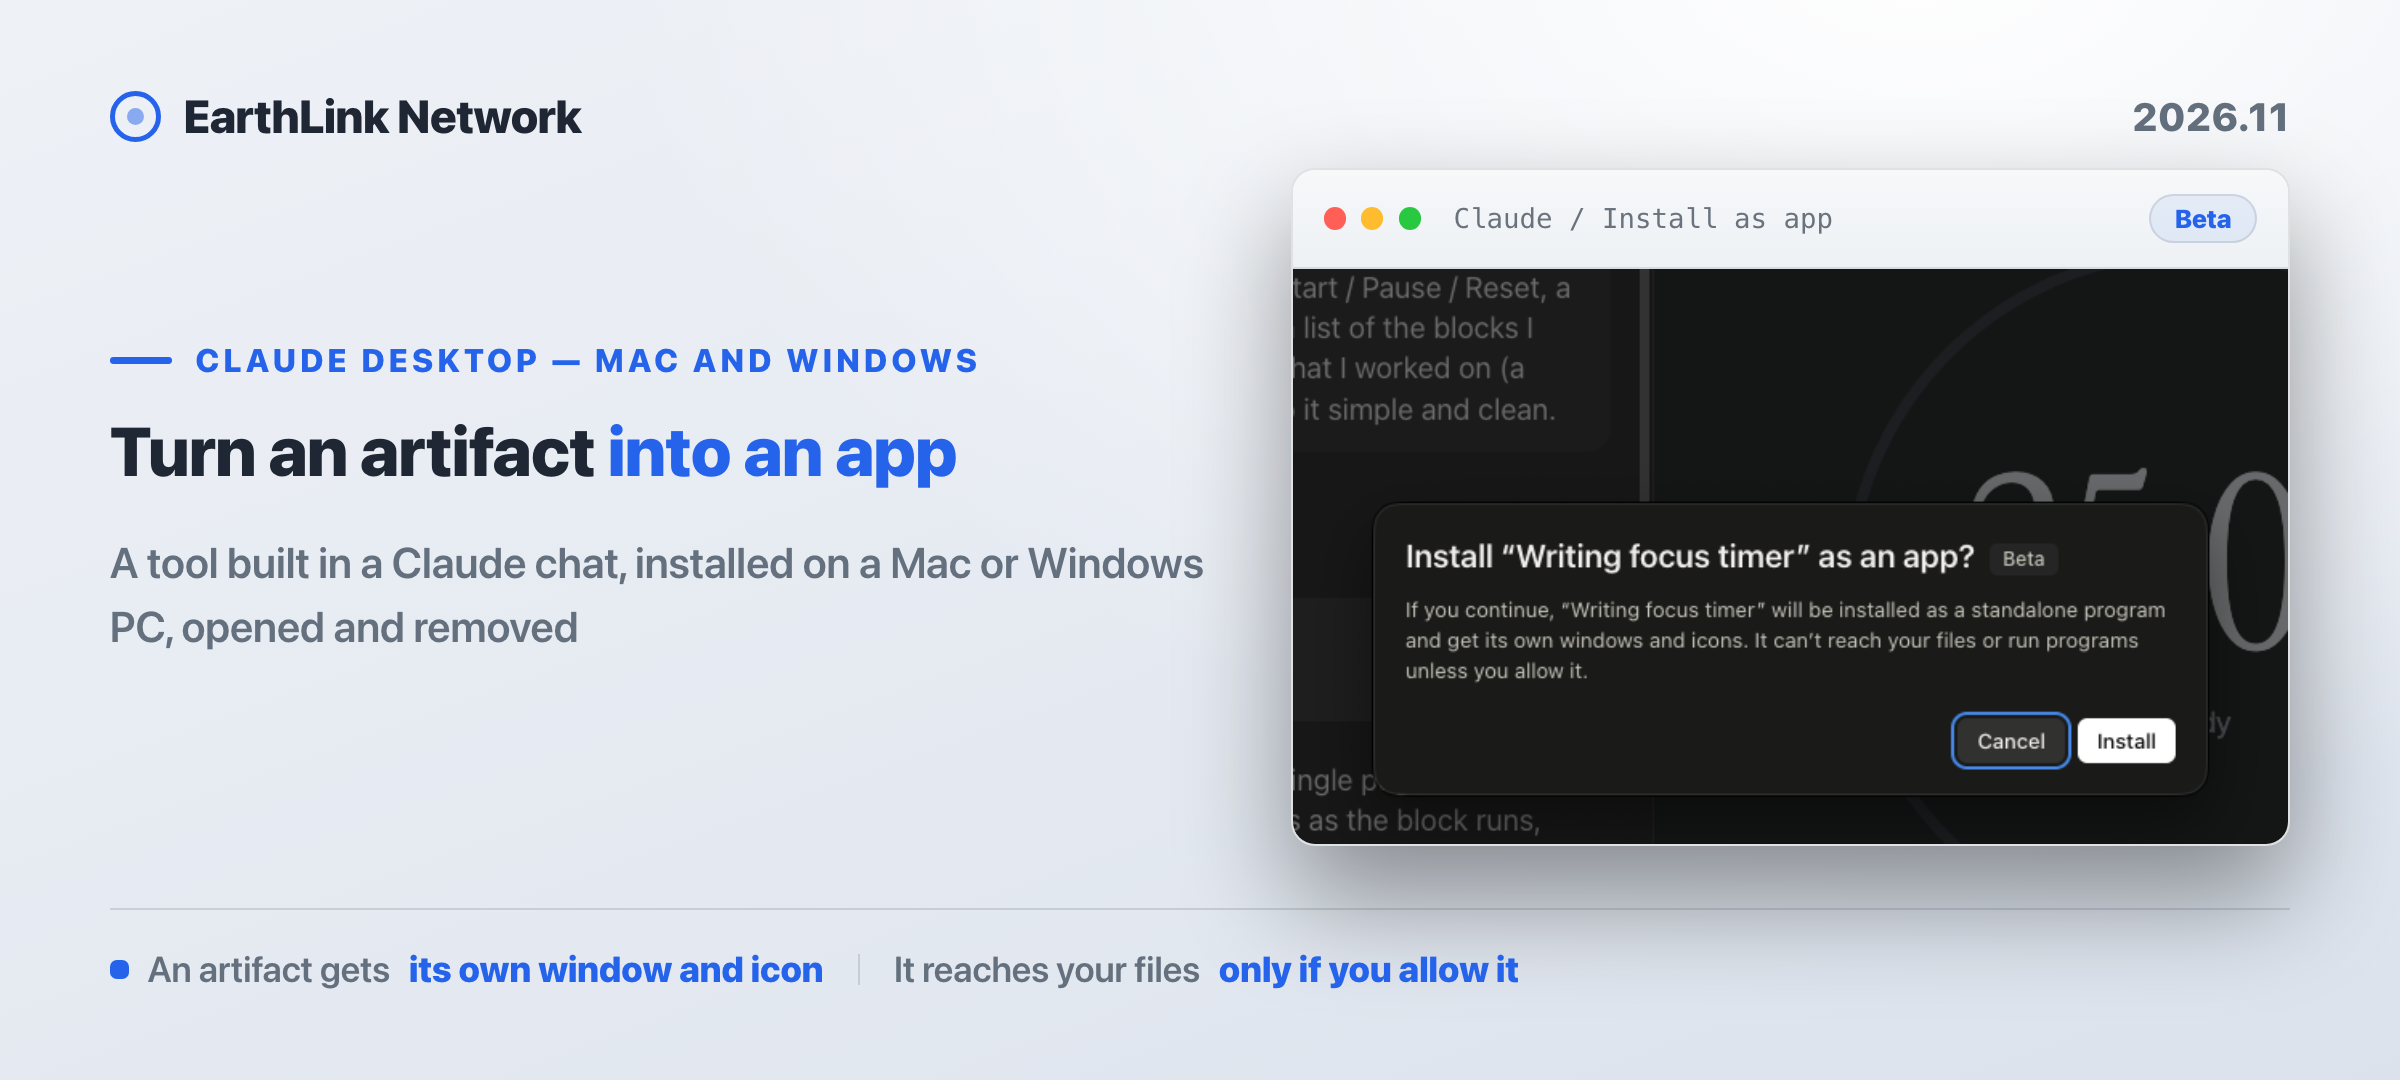 EarthLink Network
2026.11
CLAUDE DESKTOP — MAC AND WINDOWS
Turn an artifact into an app
A tool built in a Claude chat, installed on a Mac or Windows
PC, opened and removed
Claude / Install as app
Beta
tart / Pause / Reset, a
list of the blocks I
hat I worked on (a
it simple and clean.
Install “Writing focus timer” as an app? Beta
If you continue, “Writing focus timer” will be installed as a standalone program
and get its own windows and icons. It can’t reach your files or run programs
unless you allow it.
Cancel Install
ingle p
s as the block runs,
An artifact gets its own window and icon
It reaches your files only if you allow it